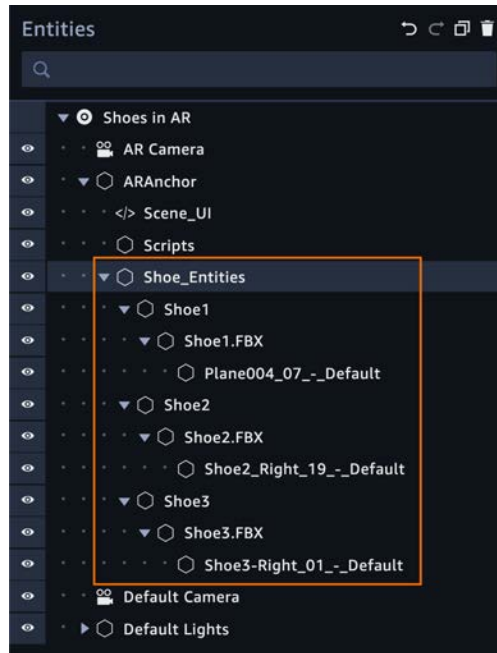 Entities
Shoes in AR
AR Camera
ARAnchor
</> Scene_UI
Scripts
Shoe_Entities
Shoe1
Shoe1.FBX
Plane004_07_-_Default
Shoe2
Shoe2.FBX
Shoe2_Right_19_-_Default
Shoe3
Shoe3.FBX
Shoe3-Right_01_-_Default
Default Camera
Default Lights